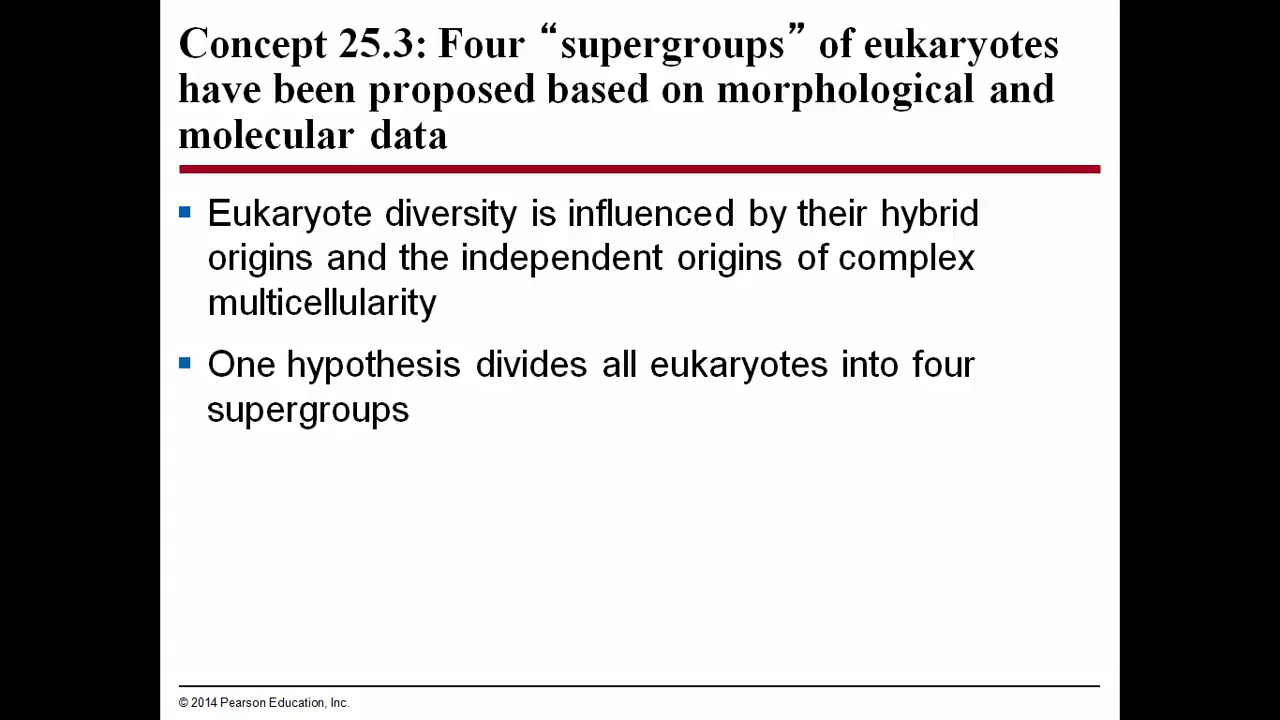 Concept 25.3: Four “supergroups” of eukaryotes
have been proposed based on morphological and
molecular data
▪ Eukaryote diversity is influenced by their hybrid
origins and the independent origins of complex
multicellularity
▪ One hypothesis divides all eukaryotes into four
supergroups
© 2014 Pearson Education, Inc.